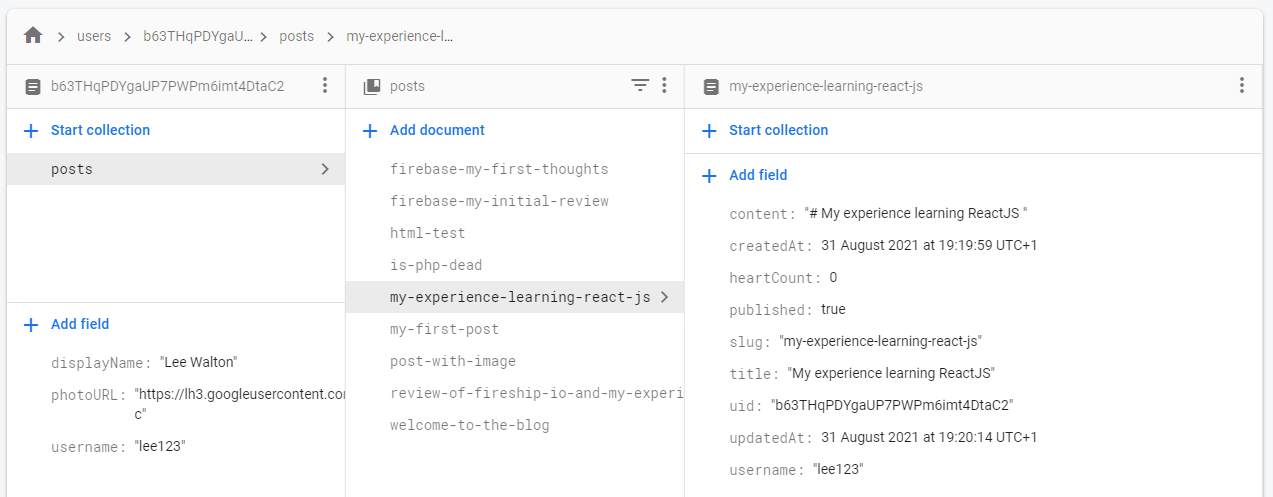 users
b63THqPDYgaU...
posts
my-experience-l...
b63THqPDYgaUP7PWPm6imt4DtaC2
Start collection
posts
Add field
displayName: "Lee Walton"
photoURL: "https://lh3.googleusercontent.co
c"
username: "lee123"
posts
Add document
firebase-my-first-thoughts
firebase-my-initial-review
html-test
is-php-dead
my-experience-learning-react-js
my-first-post
post-with-image
review-of-fireship-io-and-my-experi
welcome-to-the-blog
my-experience-learning-react-js
Start collection
Add field
content: "# My experience learning ReactJS "
createdAt: 31 August 2021 at 19:19:59 UTC+1
heartCount: 0
published: true
slug: "my-experience-learning-react-js"
title: "My experience learning ReactJS"
uid: "b63THqPDYgaUP7PWPm6imt4DtaC2"
updatedAt: 31 August 2021 at 19:20:14 UTC+1
username: "lee123"